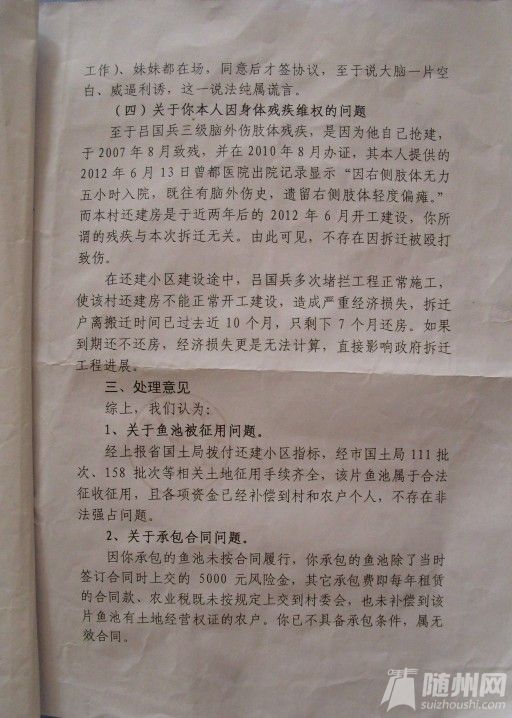 工作）、妹妹都在场，同意后才签协议，至于说大脑一片空
白、威逼利诱，这一说法纯属谎言。
（四）关于你本人因身体残疾维权的问题
至于吕国兵三级脑外伤肢体残疾，是因为他自己抢建，
于2007年8月致残，并在2010年8月办证，其本人提供的
2012年6月13日曾都医院出院记录显示“因右侧肢体无力
五小时入院，既往有脑外伤史，遗留右侧肢体轻度偏瘫。”
而本村还建房是于近两年后的2012年6月开工建设，你所
谓的残疾与本次拆迁无关。由此可见，不存在因拆迁被殴打
致伤。
在还建小区建设途中，吕国兵多次堵拦工程正常施工，
使该村还建房不能正常开工建设，造成严重经济损失，拆迁
户离搬迁时间已过去近10个月，只剩下7个月还房。如果
到期还不还房，经济损失更是无法计算，直接影响政府拆迁
工程进展。
三、处理意见
综上，我们认为：
1、关于鱼池被征用问题。
经上报省国土局拨付还建小区指标，经市国土局111批
次、158批次等相关土地征用手续齐全，该片鱼池属于合法
征收征用，且各项资金已经补偿到村和农户个人，不存在非
法强占问题。
2、关于承包合同问题。
因你承包的鱼池未按合同履行，你承包的鱼池除了当时
签订合同时上交的5000元风险金，其它承包费即每年租赁
的合同款、农业税既未按规定上交到村委会，也未补偿到该
片鱼池有土地经营权证的农户。你已不具备承包条件，属无
效合同。
随州网
suizhoushi.com